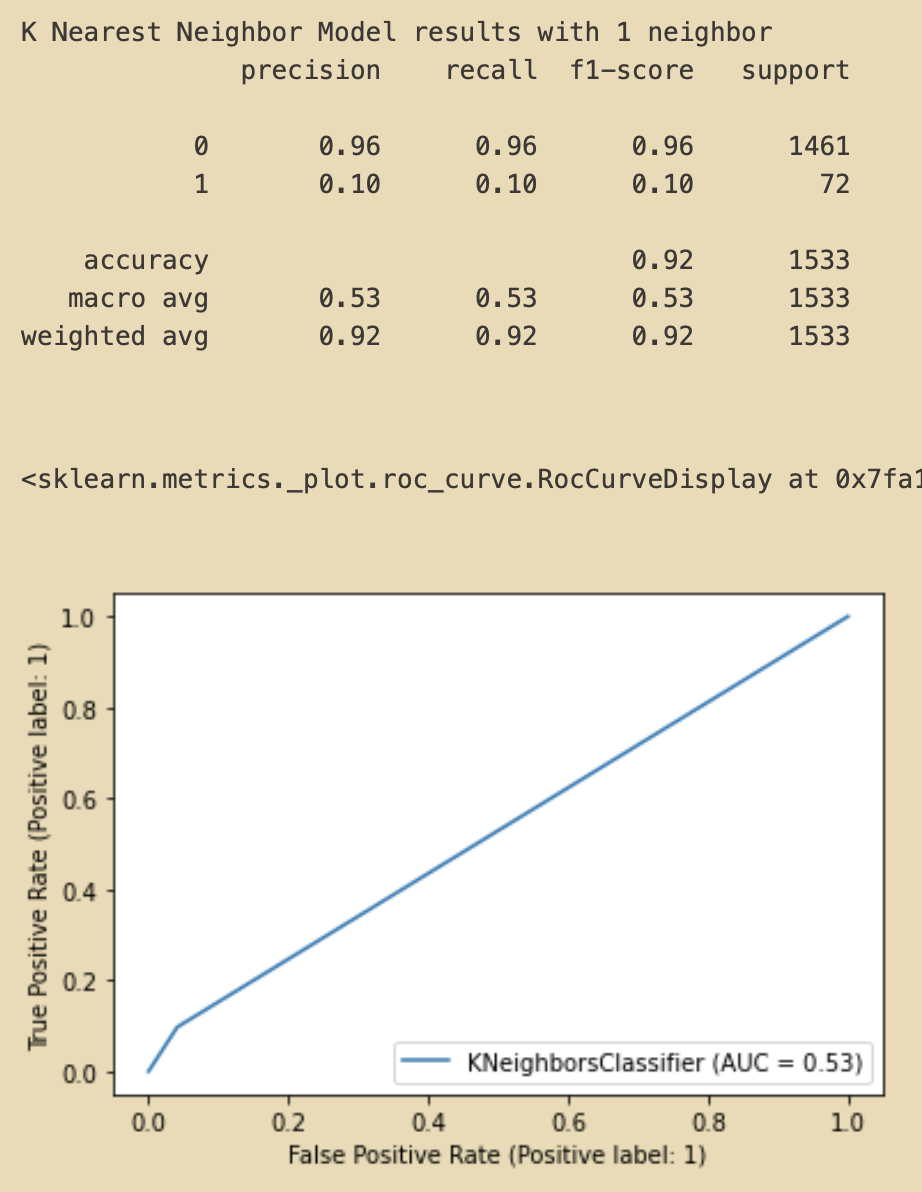 K Nearest Neighbor Model results with 1 neighbor
precision recall f1-score support
0 0.96 0.96 0.96 1461
1 0.10 0.10 0.10 72
accuracy 0.92 1533
macro avg 0.53 0.53 0.53 1533
weighted avg 0.92 0.92 0.92 1533
<sklearn.metrics._plot.roc_curve.RocCurveDisplay at 0x7fa1
1.0
0.8
0.6
0.4
0.2
0.0
True Positive Rate (Positive label: 1)
KNeighborsClassifier (AUC = 0.53)
0.0 0.2 0.4 0.6 0.8 1.0
False Positive Rate (Positive label: 1)